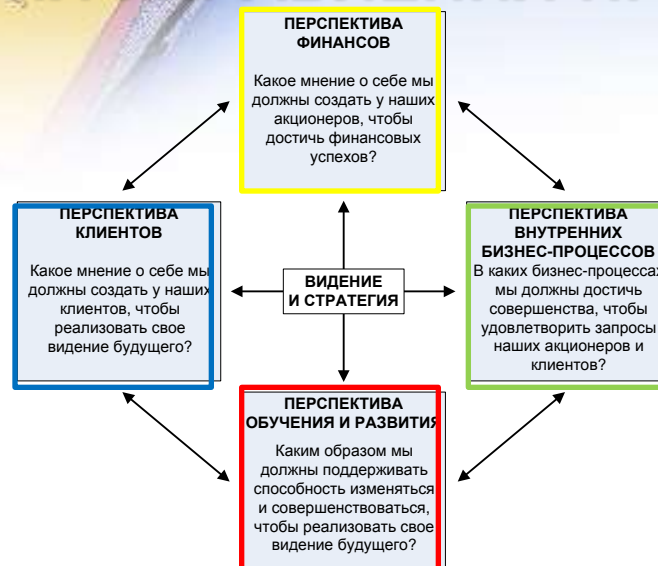 ПЕРСПЕКТИВА
ФИНАНСОВ
Какое мнение о себе мы
должны создать у наших
акционеров, чтобы
достичь финансовых
успехов?
ПЕРСПЕКТИВА
КЛИЕНТОВ
Какое мнение о себе мы
должны создать у наших
клиентов, чтобы
реализовать свое
видение будущего?
ВИДЕНИЕ
И СТРАТЕГИЯ
ПЕРСПЕКТИВА
ВНУТРЕННИХ
БИЗНЕС-ПРОЦЕССОВ
В каких бизнес-процессах
мы должны достичь
совершенства, чтобы
удовлетворить запросы
наших акционеров и
клиентов?
ПЕРСПЕКТИВА
ОБУЧЕНИЯ И РАЗВИТИЯ
Каким образом мы
должны поддерживать
способность изменяться
и совершенствоваться,
чтобы реализовать свое
видение будущего?